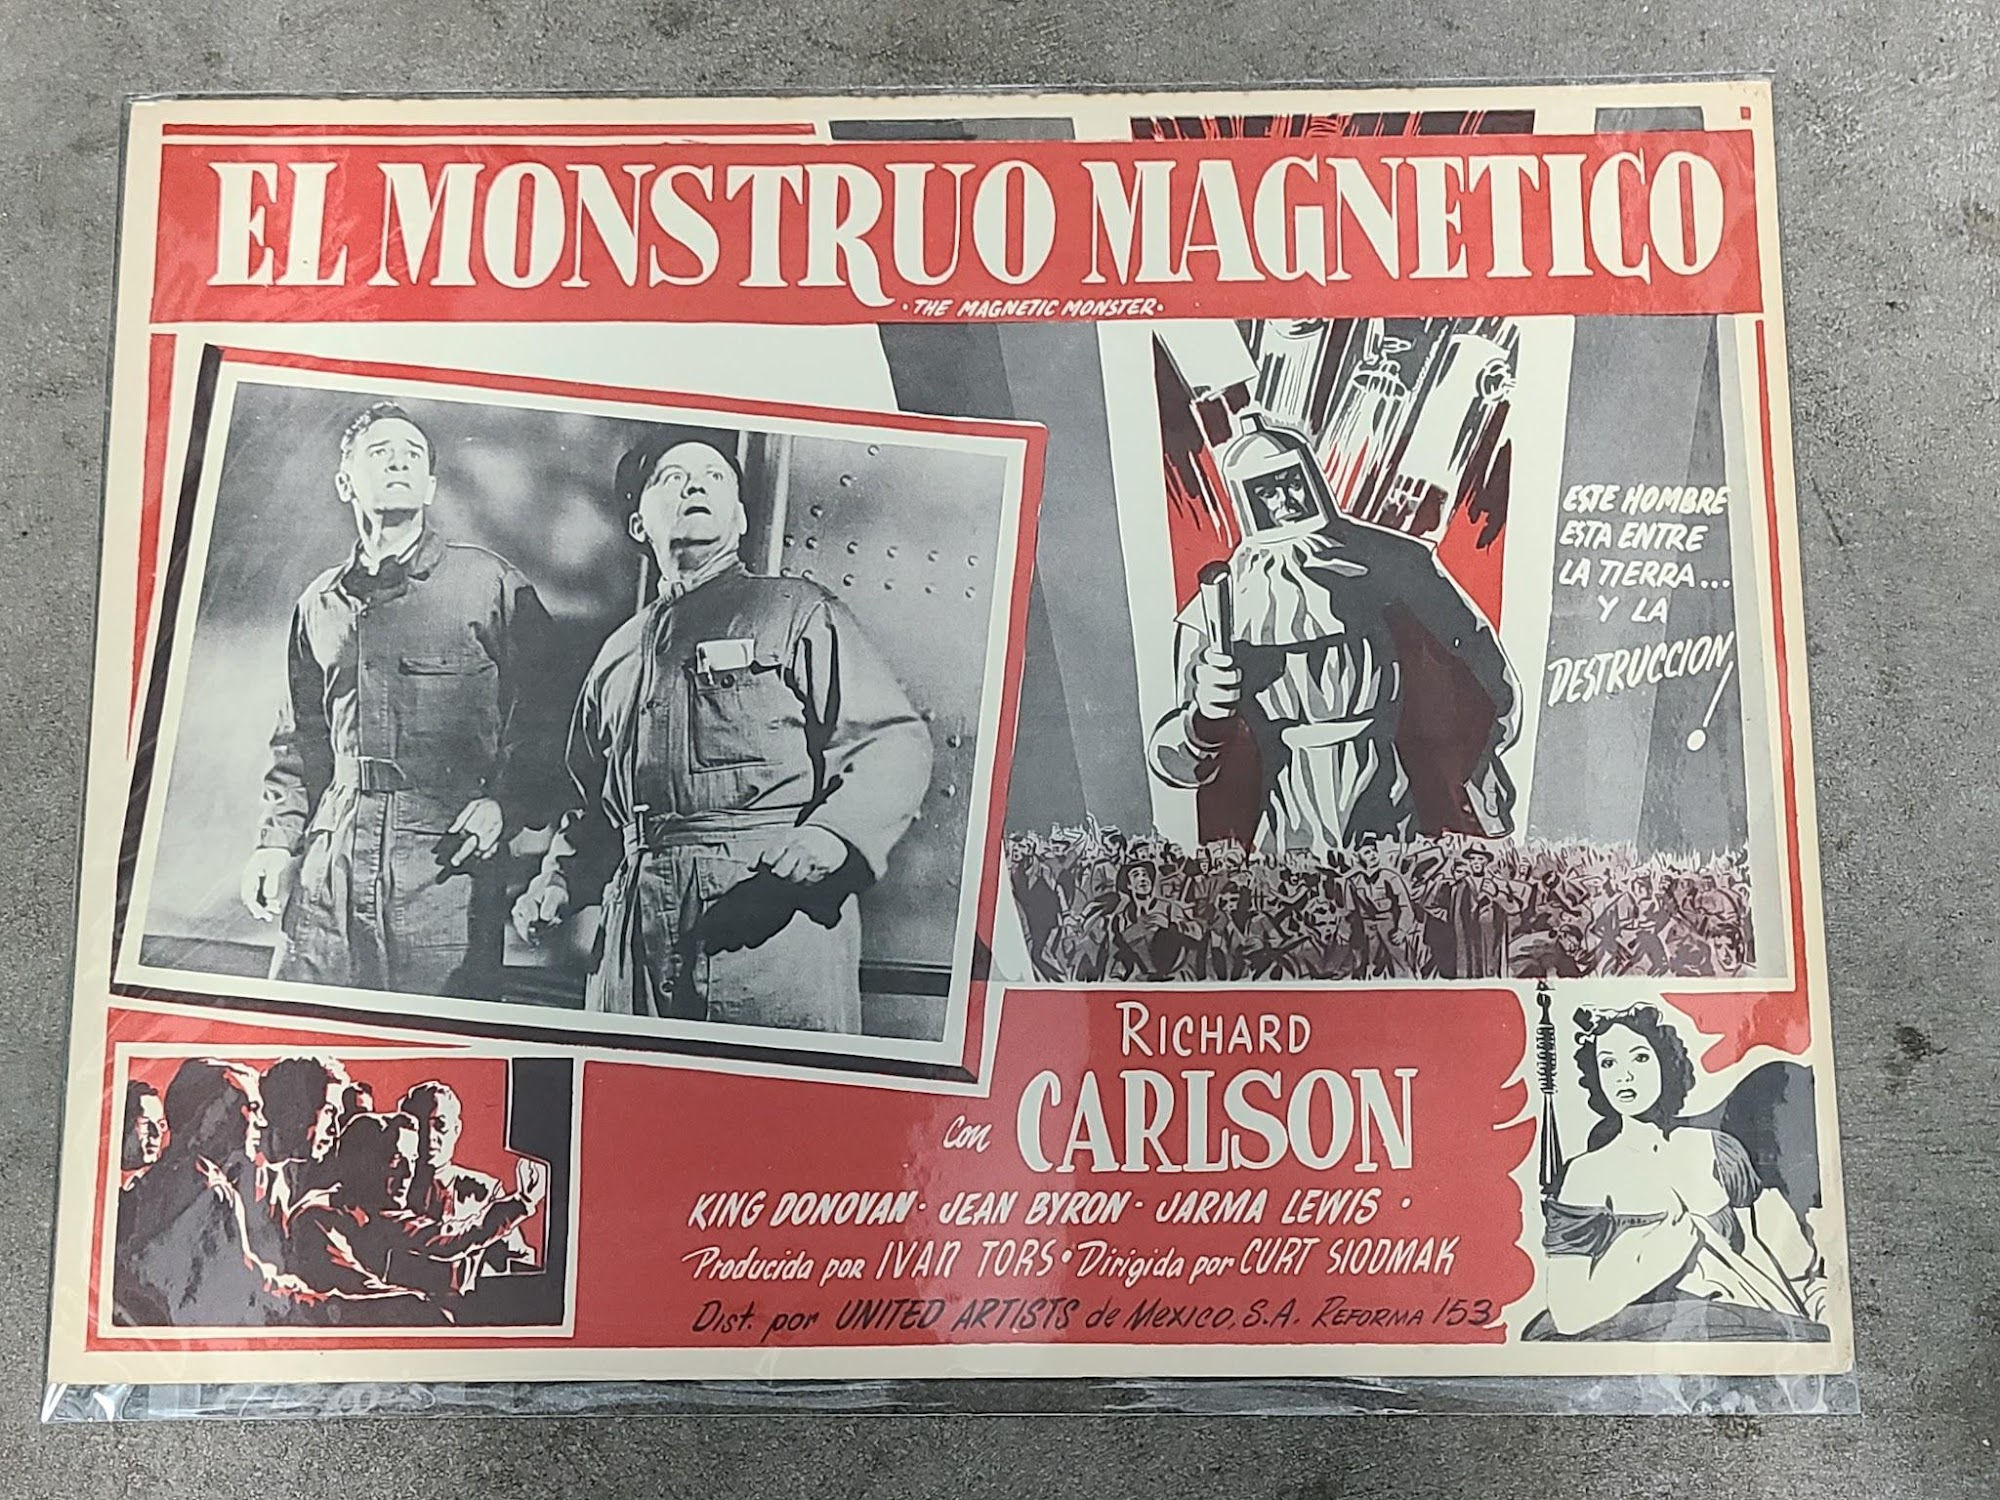 EL MONSTRUO MAGNETICO
·THE MAGNETIC MONSTER·
ESTE HOMBRE
ESTA ENTRE
LA TIERRA...
Y LA
DESTRUCCION!
RICHARD
con CARLSON
KING DONOVAN · JEAN BYRON · JARMA LEWIS ·
Producida por IVAN TORS • Dirigida por CURT SIODMAK
Dist. por UNITED ARTISTS de MEXICO, S.A. REFORMA 153